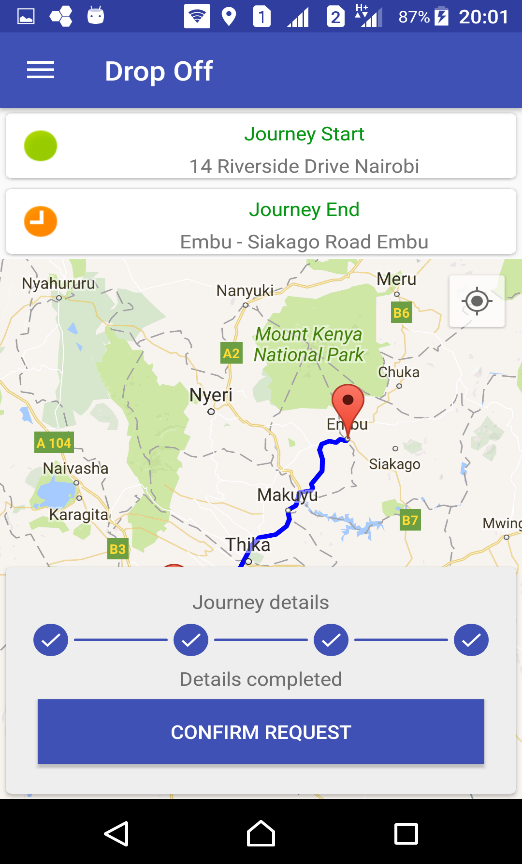 1
2
H+
87%
20:01
Drop Off
Journey Start
14 Riverside Drive Nairobi
Journey End
Embu - Siakago Road Embu
Nyahururu
Nanyuki
Meru
B6
Mount Kenya
National Park
A2
Chuka
Nyeri
Embu
A 104
Naivasha
Siakago
Karagita
Makuyu
B7
Mwing
B3
Thika
Journey details
Details completed
CONFIRM REQUEST